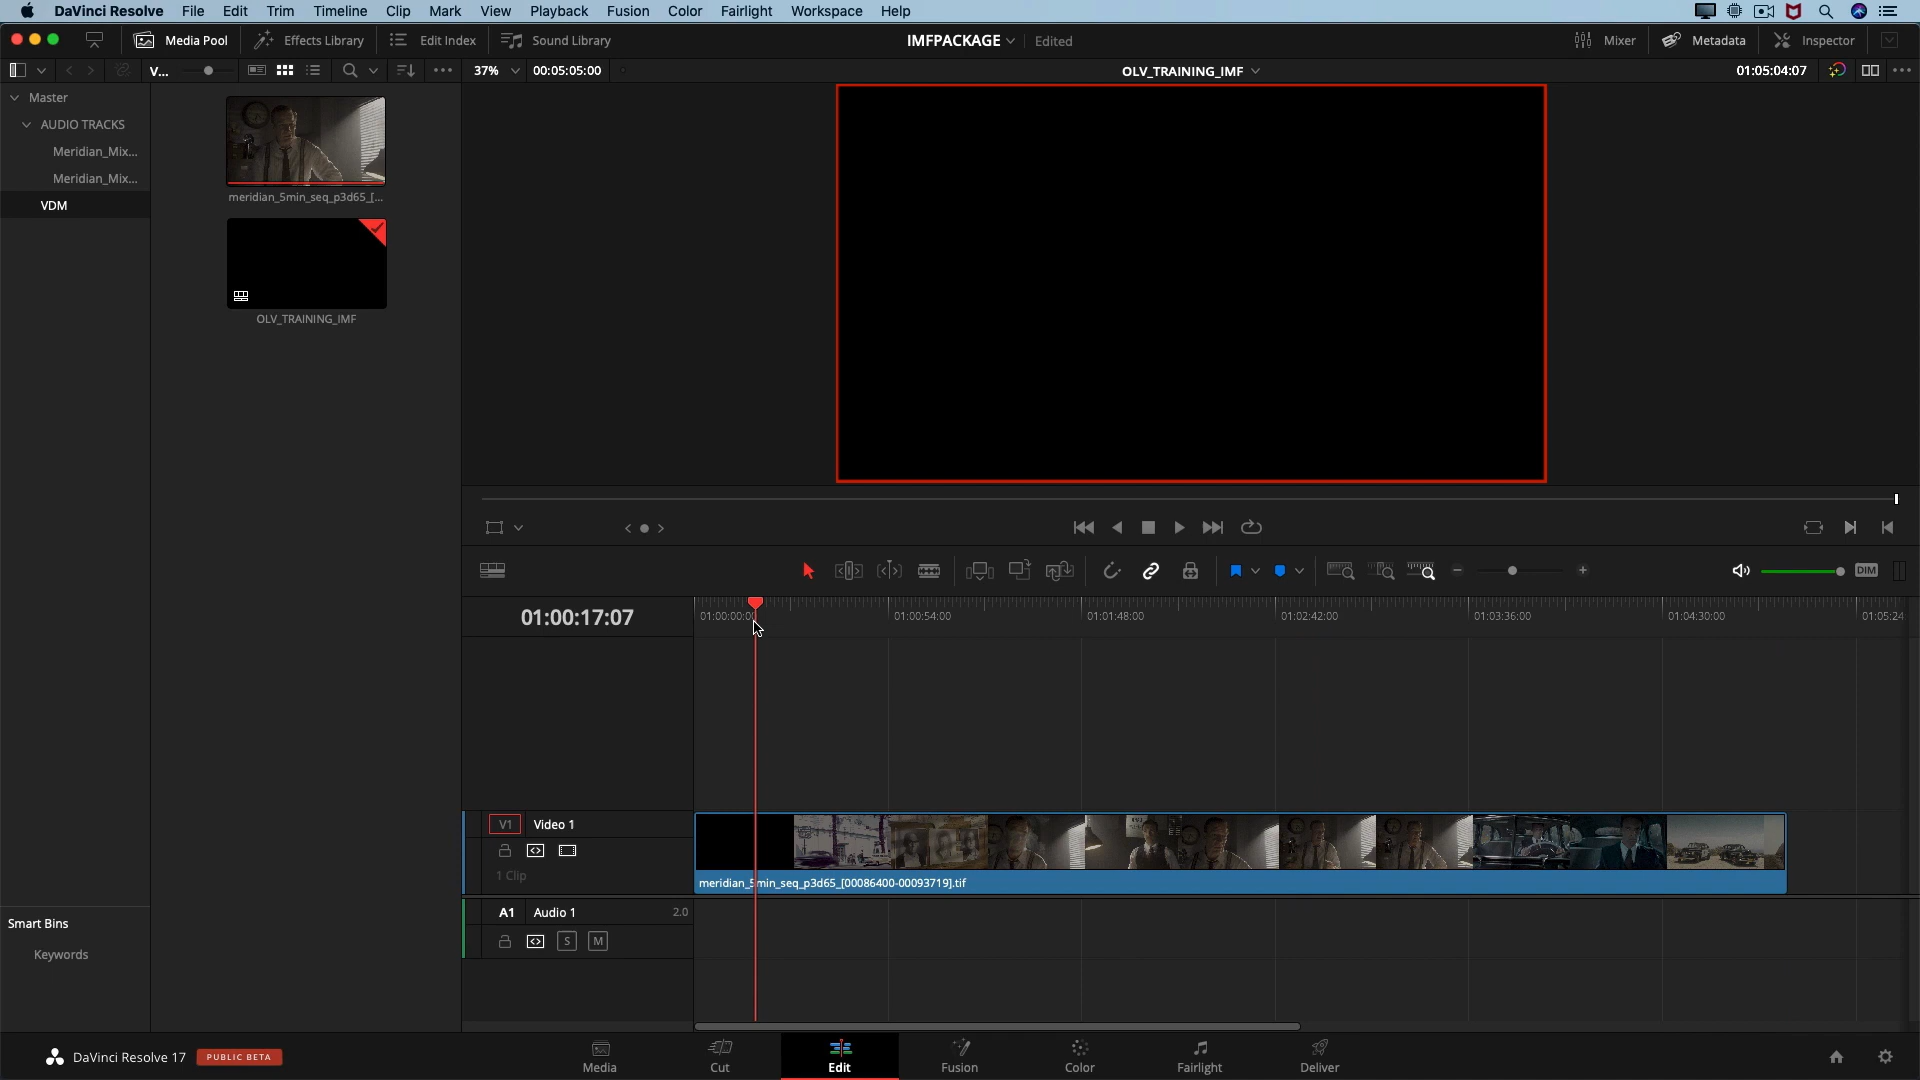 DaVinci Resolve File Edit Trim Timeline Clip Mark View Playback Fusion Color Fairlight Workspace Help
Media Pool Effects Library Edit Index Sound Library IMFPACKAGE Edited Mixer Metadata Inspector
V... 37% 00:05:05:00 OLV_TRAINING_IMF 01:05:04:07
Master
AUDIO TRACKS
Meridian_Mix...
Meridian_Mix...
VDM
meridian_5min_seq_p3d65_[...
OLV_TRAINING_IMF
DIM
01:00:17:07 01:00:00:00 01:00:54:00 01:01:48:00 01:02:42:00 01:03:36:00 01:04:30:00 01:05:24
V1 Video 1
1 Clip
meridian_5min_seq_p3d65_[00086400-00093719].tif
A1 Audio 1 2.0
S M
Smart Bins
Keywords
DaVinci Resolve 17 PUBLIC BETA
Media Cut Edit Fusion Color Fairlight Deliver